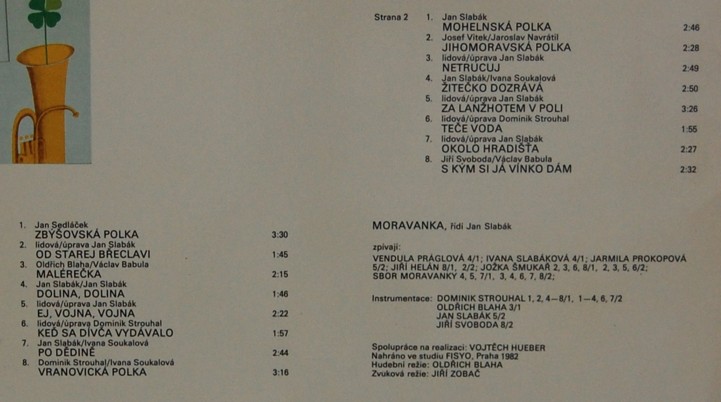 Strana 2
1. Jan Slabák
MOHELNSKÁ POLKA 2:46
2. Josef Vitek/Jaroslav Navrátil
JIHOMORAVSKÁ POLKA 2:28
3. lidová/úprava Jan Slabák
NETRUCUJ 2:49
4. Jan Slabák/Ivana Soukalová
ŽITEČKO DOZRÁVÁ 2:50
5. lidová/úprava Jan Slabák
ZA LANŽHOTEM V POLI 3:26
6. lidová/úprava Dominik Strouhal
TEČE VODA 1:55
7. lidová/úprava Jan Slabák
OKOLO HRADIŠŤA 2:27
8. Jiří Svoboda/Václav Babula
S KÝM SI JÁ VÍNKO DÁM 2:32
1. Jan Sedláček
ZBÝŠOVSKÁ POLKA 3:30
2. lidová/úprava Jan Slabák
OD STAREJ BŘECLAVI 1:45
3. Oldřich Blaha/Václav Babula
MALÉREČKA 2:15
4. Jan Slabák/Jan Slabák
DOLINA, DOLINA 1:46
5. lidová/úprava Jan Slabák
EJ, VOJNA, VOJNA 2:22
6. lidová/úprava Dominik Strouhal
KEĎ SA DÍVČA VYDÁVALO 1:57
7. Jan Slabák/Ivana Soukalová
PO DĚDINĚ 2:44
8. Dominik Strouhal/Ivana Soukalová
VRANOVICKÁ POLKA 3:16
MORAVANKA, řídí Jan Slabák
zpívají:
VENDULA PRÁGLOVÁ 4/1; IVANA SLABÁKOVÁ 4/1; JARMILA PROKOPOVÁ
5/2; JIŘÍ HELÁN 8/1, 2/2; JOŽKA ŠMUKAŘ 2, 3, 6, 8/1, 2, 3, 5, 6/2;
SBOR MORAVANKY 4, 5, 7/1, 3, 4, 6, 7, 8/2;
Instrumentace: DOMINIK STROUHAL 1, 2, 4—8/1, 1—4, 6, 7/2
OLDŘICH BLAHA 3/1
JAN SLABÁK 5/2
JIŘÍ SVOBODA 8/2
Spolupráce na realizaci: VOJTĚCH HUEBER
Nahráno ve studiu FISYO, Praha 1982
Hudební režie: OLDŘICH BLAHA
Zvuková režie: JIŘÍ ZOBAČ